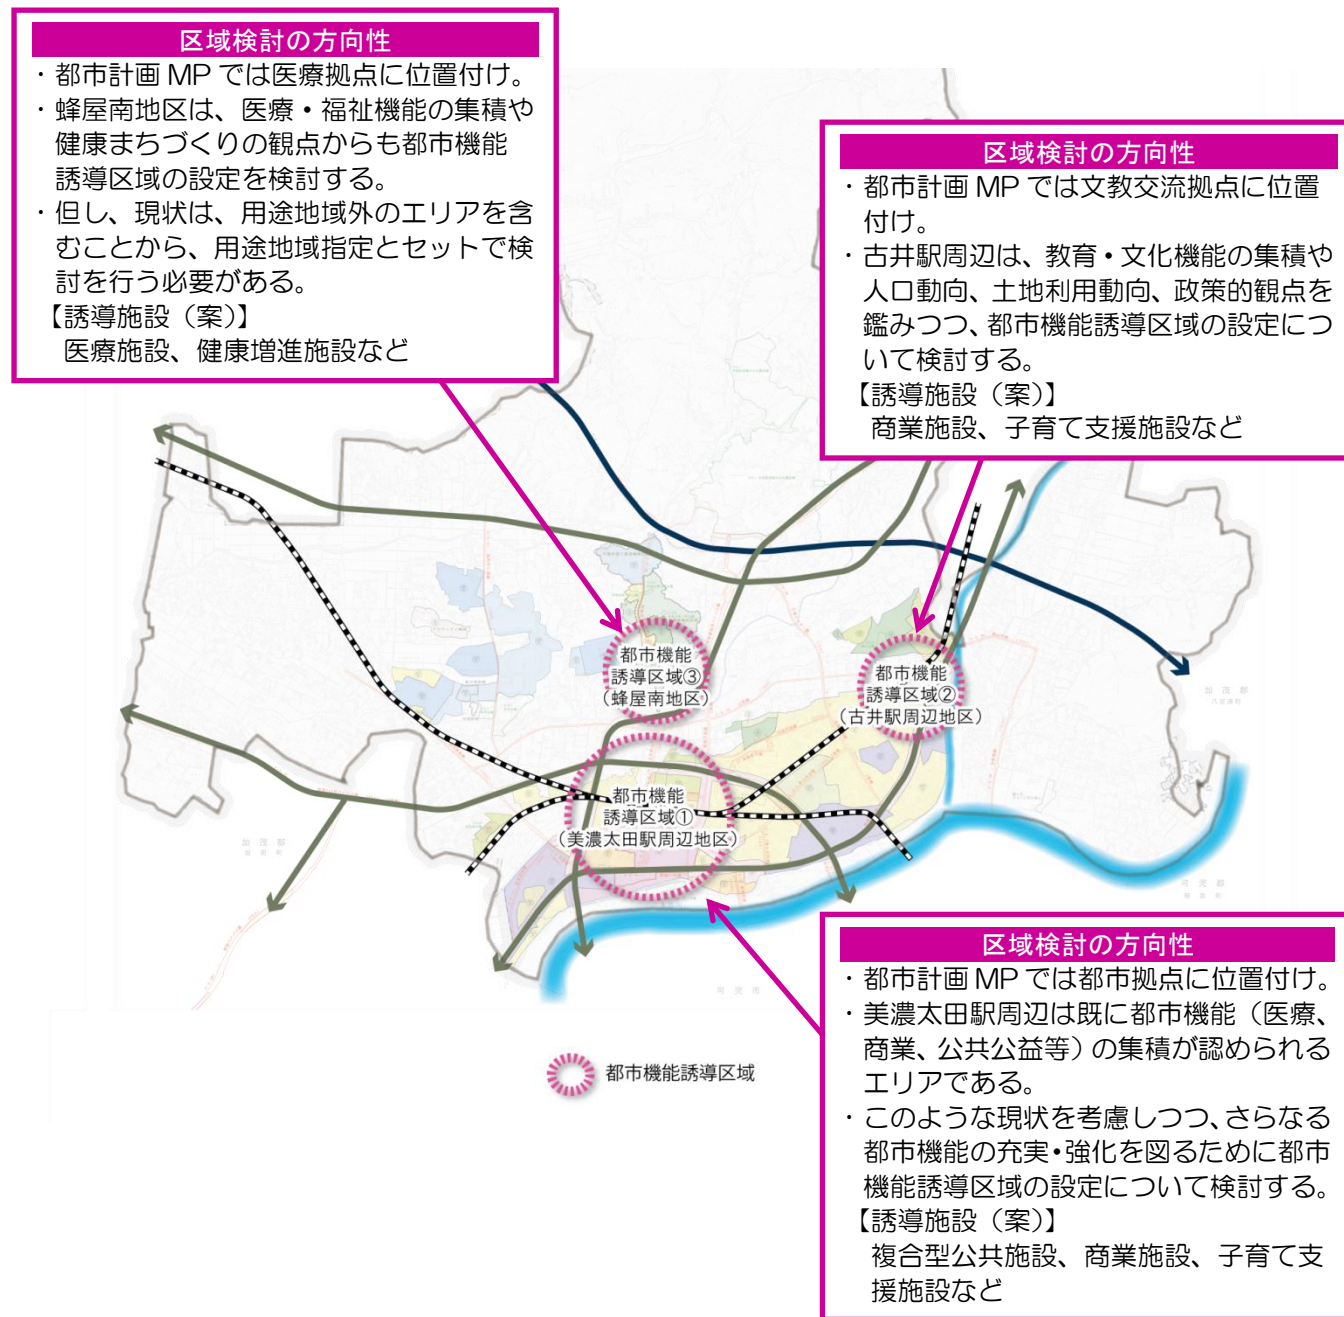 区域検討の方向性
・都市計画 MP では医療拠点に位置付け。
・蜂屋南地区は、医療・福祉機能の集積や
健康まちづくりの観点からも都市機能
誘導区域の設定を検討する。
・但し、現状は、用途地域外のエリアを含
むことから、用途地域指定とセットで検
討を行う必要がある。
【誘導施設（案）】
医療施設、健康増進施設など
区域検討の方向性
・都市計画 MP では文教交流拠点に位置
付け。
・古井駅周辺は、教育・文化機能の集積や
人口動向、土地利用動向、政策的観点を
鑑みつつ、都市機能誘導区域の設定につ
いて検討する。
【誘導施設（案）】
商業施設、子育て支援施設など
都市機能
誘導区域③
（蜂屋南地区）
都市機能
誘導区域②
（古井駅周辺地区）
都市機能
誘導区域①
（美濃太田駅周辺地区）
加茂郡
加茂郡
可児郡
可児市
都市機能誘導区域
区域検討の方向性
・都市計画 MP では都市拠点に位置付け。
・美濃太田駅周辺は既に都市機能（医療、
商業、公共公益等）の集積が認められる
エリアである。
・このような現状を考慮しつつ、さらなる
都市機能の充実・強化を図るために都市
機能誘導区域の設定について検討する。
【誘導施設（案）】
複合型公共施設、商業施設、子育て支
援施設など